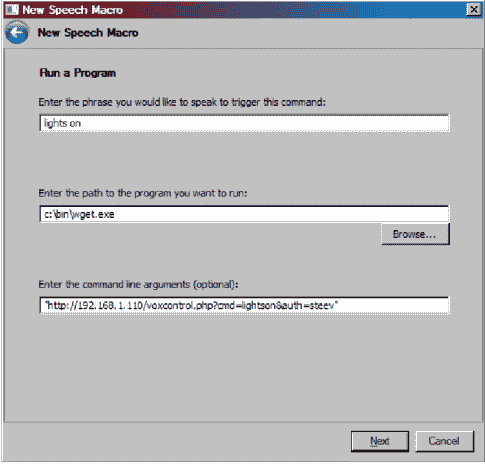 New Speech Macro
New Speech Macro
Run a Program
Enter the phrase you would like to speak to trigger this command:
lights on
Enter the path to the program you want to run:
c:\bin\wget.exe
Browse...
Enter the command line arguments (optional):
"http://192.168.1.110/voxcontrol.php?cmd=lightson&auth=steev"
Next Cancel